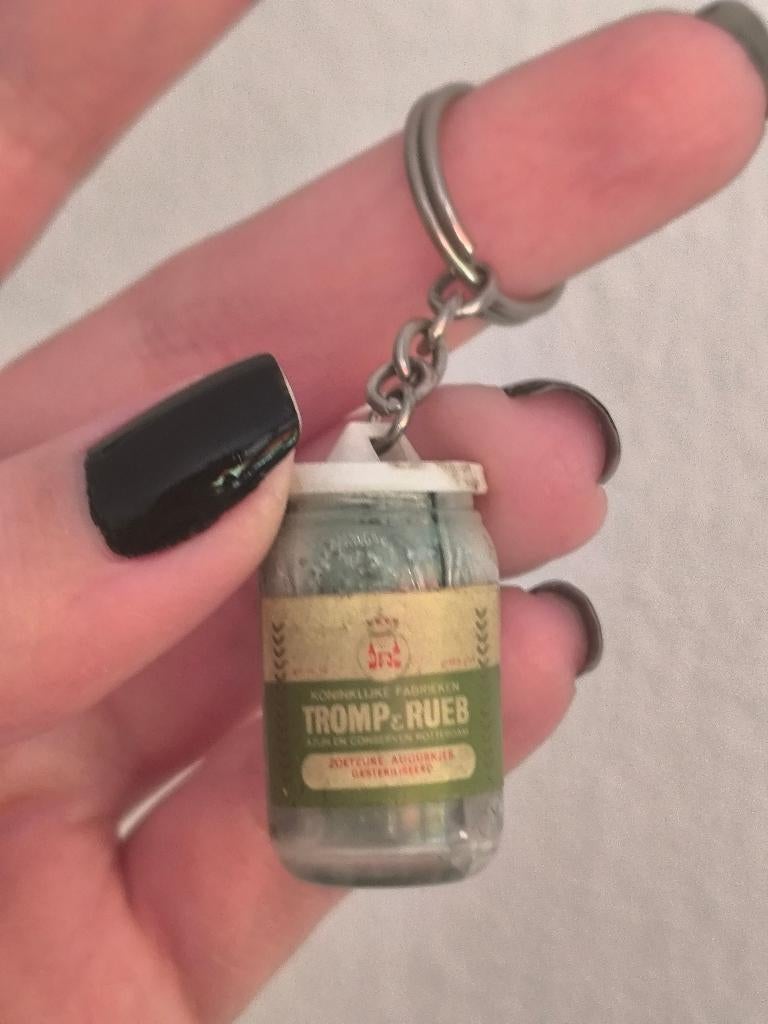 KONINKLIJKE FABRIEKEN
TROMP & RUEB
AZIJN EN CONSERVEN ROTTERDAM
ZOETZURE AUGURKJES
GESTERILISEERD